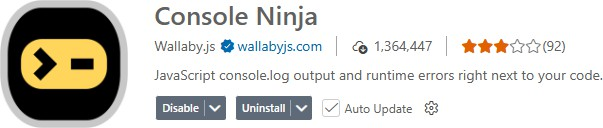 Console Ninja
Wallaby.js wallabyjs.com 1,364,447 (92)
JavaScript console.log output and runtime errors right next to your code.
Disable Uninstall Auto Update